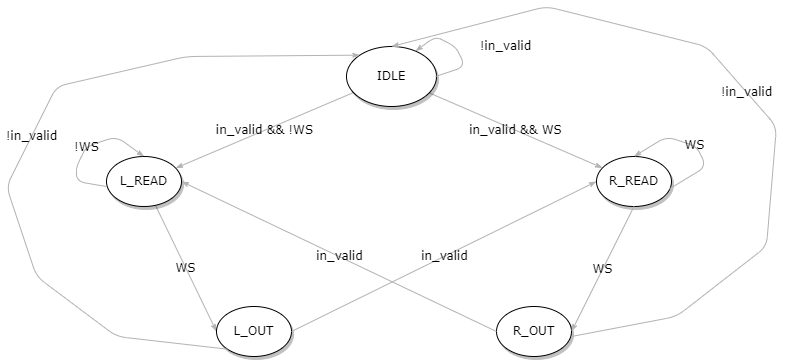 !in_valid
IDLE
!in_valid
in_valid && !WS
in_valid && WS
!in_valid
!WS
WS
L_READ
R_READ
in_valid
in_valid
WS
WS
L_OUT
R_OUT